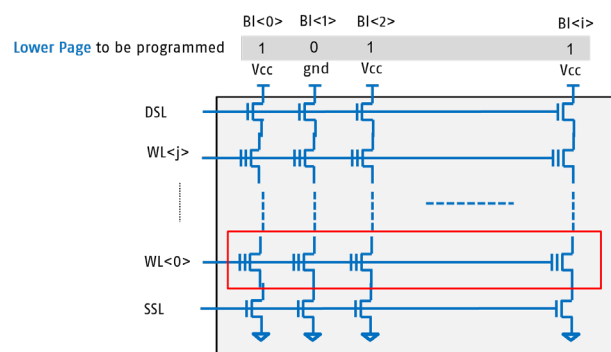 Bl<0> Bl<1> Bl<2> Bl<i>
Lower Page to be programmed 1 0 1 1
Vcc gnd Vcc Vcc
DSL
WL<j>
WL<0>
SSL